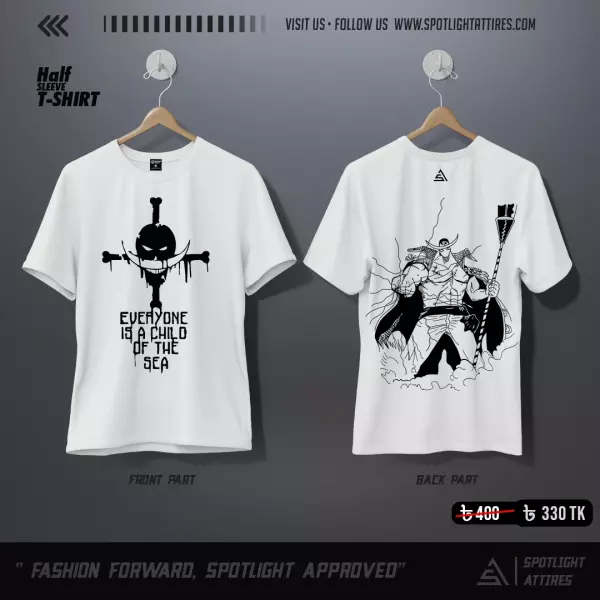 VISIT US • FOLLOW US WWW.SPOTLIGHTATTIRES.COM
Half
SLEEVE
T-SHIRT
EVERYONE
IS A CHILD
OF THE
SEA
FRONT PART
BACK PART
৳ 400 ৳ 330 TK
“ FASHION FORWARD, SPOTLIGHT APPROVED”
SPOTLIGHT
ATTIRES